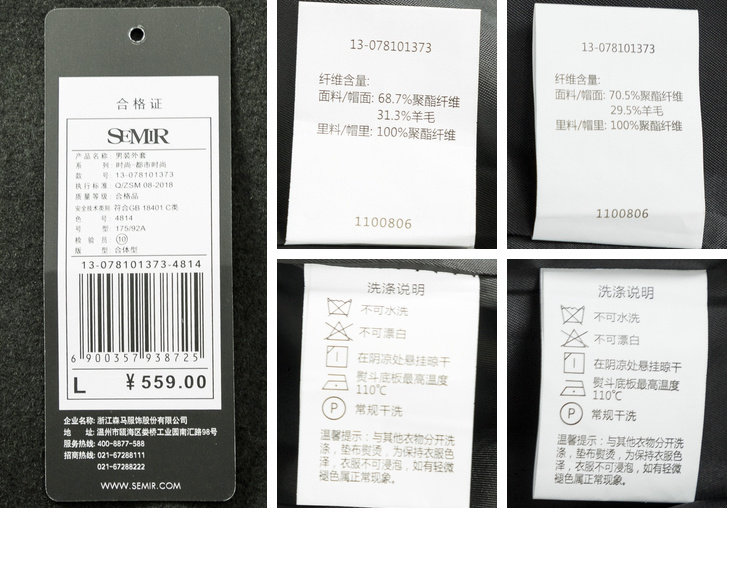 合格证
SEMIR
产品名称 男装外套
系 列 时尚-都市时尚
款 号 13-078101373
执行标准 Q/ZSM 08-2018
质量等级 合格品
安全技术类别 符合GB 18401 C类
色 号 4814
号 型 175/92A
检 验 员 10
版 型 合体型
13-078101373-4814
6 900357 938725
L ¥559.00
企业名称: 浙江森马服饰股份有限公司
地 址: 温州市瓯海区娄桥工业园南汇路98号
服务热线: 400-8877-588
招商热线: 021-67288111
021-67288222
WWW.SEMIR.COM
13-078101373
纤维含量:
面料/帽面: 68.7%聚酯纤维
31.3%羊毛
里料/帽里: 100%聚酯纤维
1100806
13-078101373
纤维含量:
面料/帽面: 70.5%聚酯纤维
29.5%羊毛
里料/帽里: 100%聚酯纤维
1100806
洗涤说明
不可水洗
不可漂白
在阴凉处悬挂晾干
熨斗底板最高温度
110℃
P 常规干洗
温馨提示: 与其他衣物分开洗
涤, 垫布熨烫, 为保持衣服色
泽, 衣服不可浸泡, 如有轻微
褪色属正常现象。
洗涤说明
不可水洗
不可漂白
在阴凉处悬挂晾干
熨斗底板最高温度
110℃
P 常规干洗
温馨提示: 与其他衣物分开洗
涤, 垫布熨烫, 为保持衣服色
泽, 衣服不可浸泡, 如有轻微
褪色属正常现象。